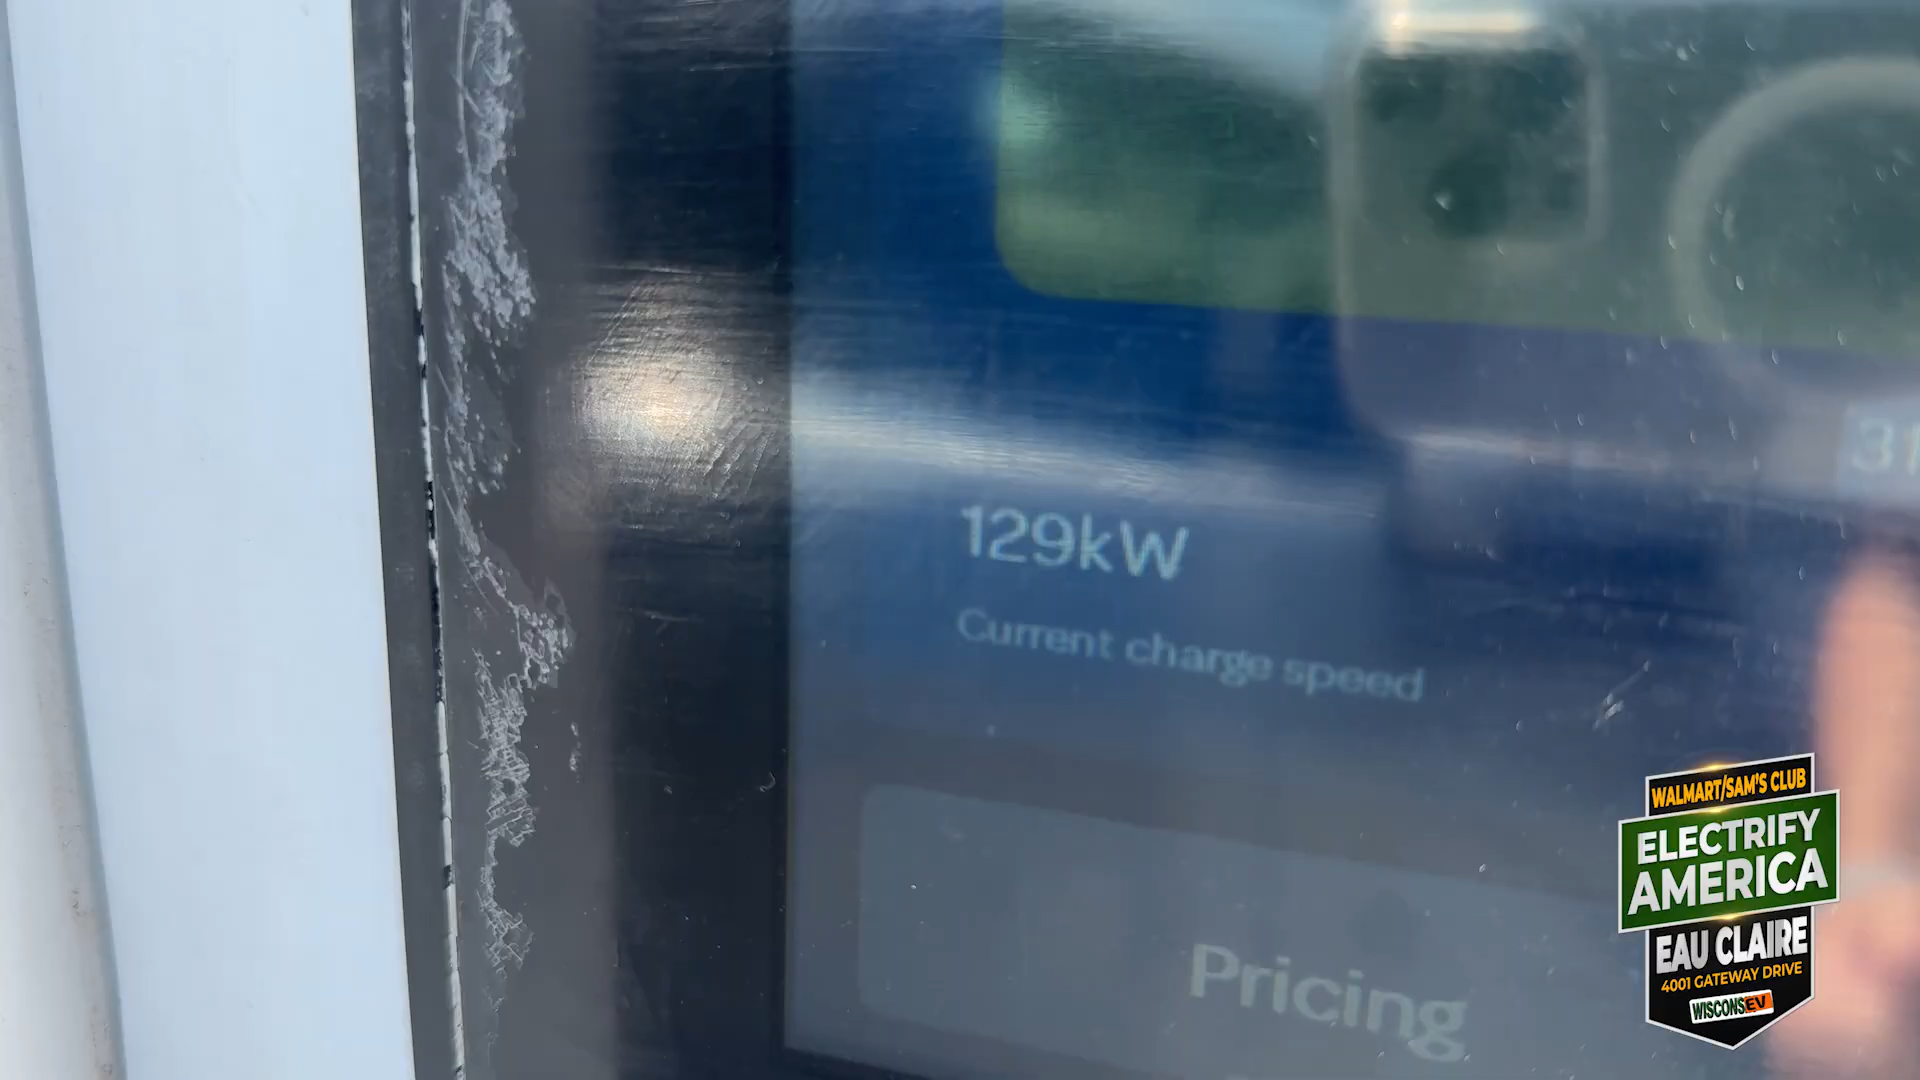 129kW
Current charge speed
Pricing
WALMART/SAM'S CLUB
ELECTRIFY
AMERICA
EAU CLAIRE
4001 GATEWAY DRIVE
WISCONSEV